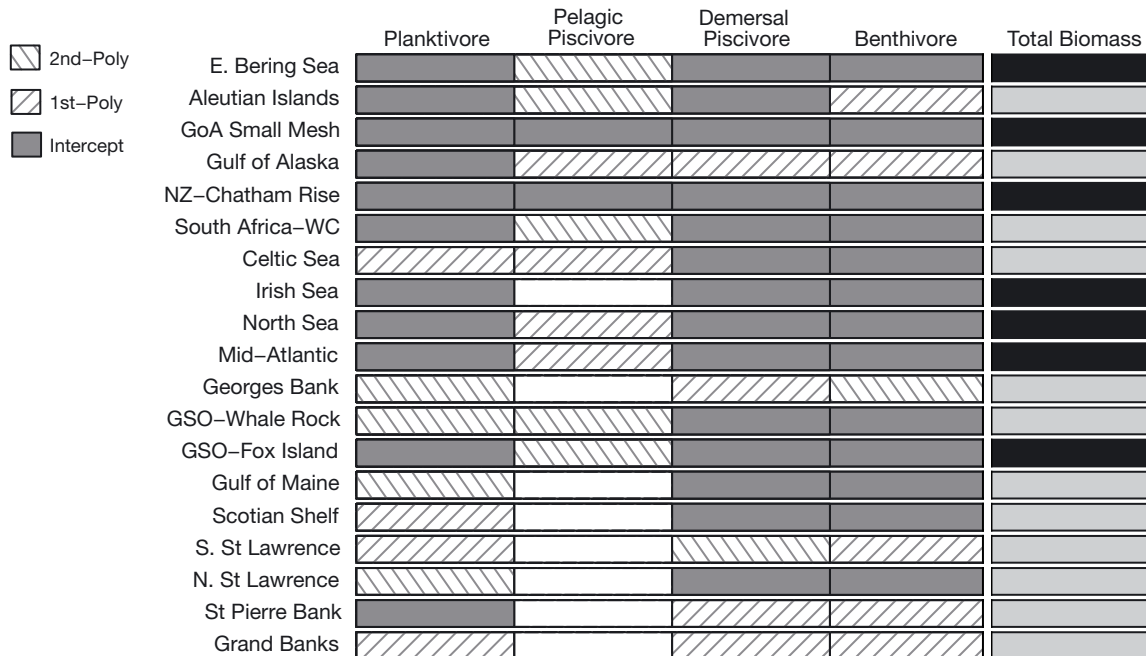 Planktivore
Pelagic
Piscivore
Demersal
Piscivore
Benthivore
Total Biomass
2nd−Poly
1st−Poly
Intercept
E. Bering Sea
Aleutian Islands
GoA Small Mesh
Gulf of Alaska
NZ−Chatham Rise
South Africa−WC
Celtic Sea
Irish Sea
North Sea
Mid−Atlantic
Georges Bank
GSO−Whale Rock
GSO−Fox Island
Gulf of Maine
Scotian Shelf
S. St Lawrence
N. St Lawrence
St Pierre Bank
Grand Banks